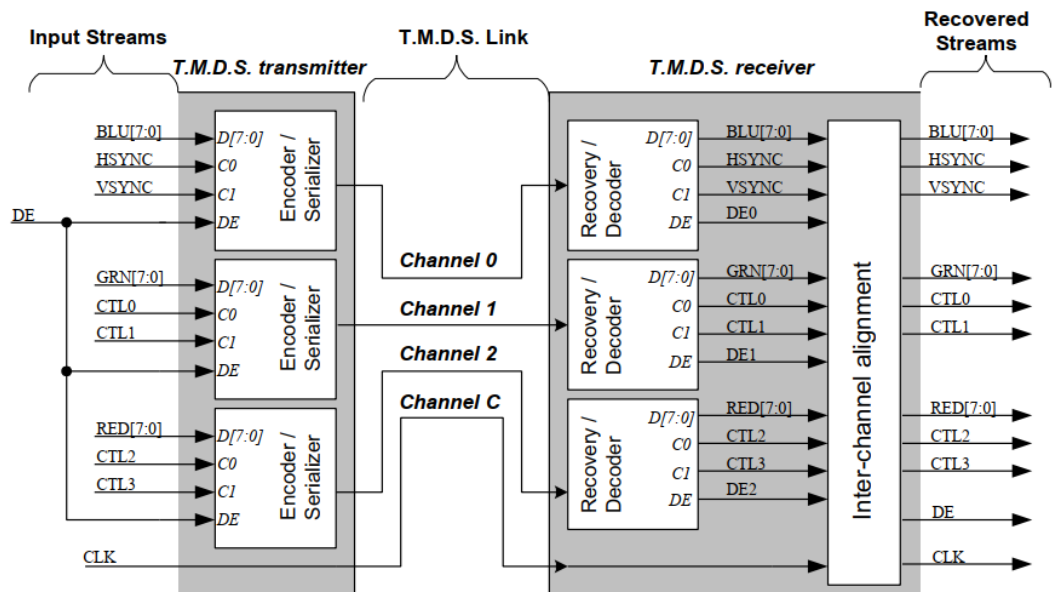 Input Streams
T.M.D.S. transmitter
T.M.D.S. Link
T.M.D.S. receiver
Recovered
Streams
BLU[7:0]
HSYNC
VSYNC
DE
D[7:0]
C0
C1
DE
Encoder /
Serializer
GRN[7:0]
CTL0
CTL1
D[7:0]
C0
C1
DE
Encoder /
Serializer
RED[7:0]
CTL2
CTL3
D[7:0]
C0
C1
DE
Encoder /
Serializer
CLK
Channel 0
Channel 1
Channel 2
Channel C
Recovery /
Decoder
D[7:0]
C0
C1
DE
BLU[7:0]
HSYNC
VSYNC
DE0
Recovery /
Decoder
D[7:0]
C0
C1
DE
GRN[7:0]
CTL0
CTL1
DE1
Recovery /
Decoder
D[7:0]
C0
C1
DE
RED[7:0]
CTL2
CTL3
DE2
Inter-channel alignment
BLU[7:0]
HSYNC
VSYNC
GRN[7:0]
CTL0
CTL1
RED[7:0]
CTL2
CTL3
DE
CLK